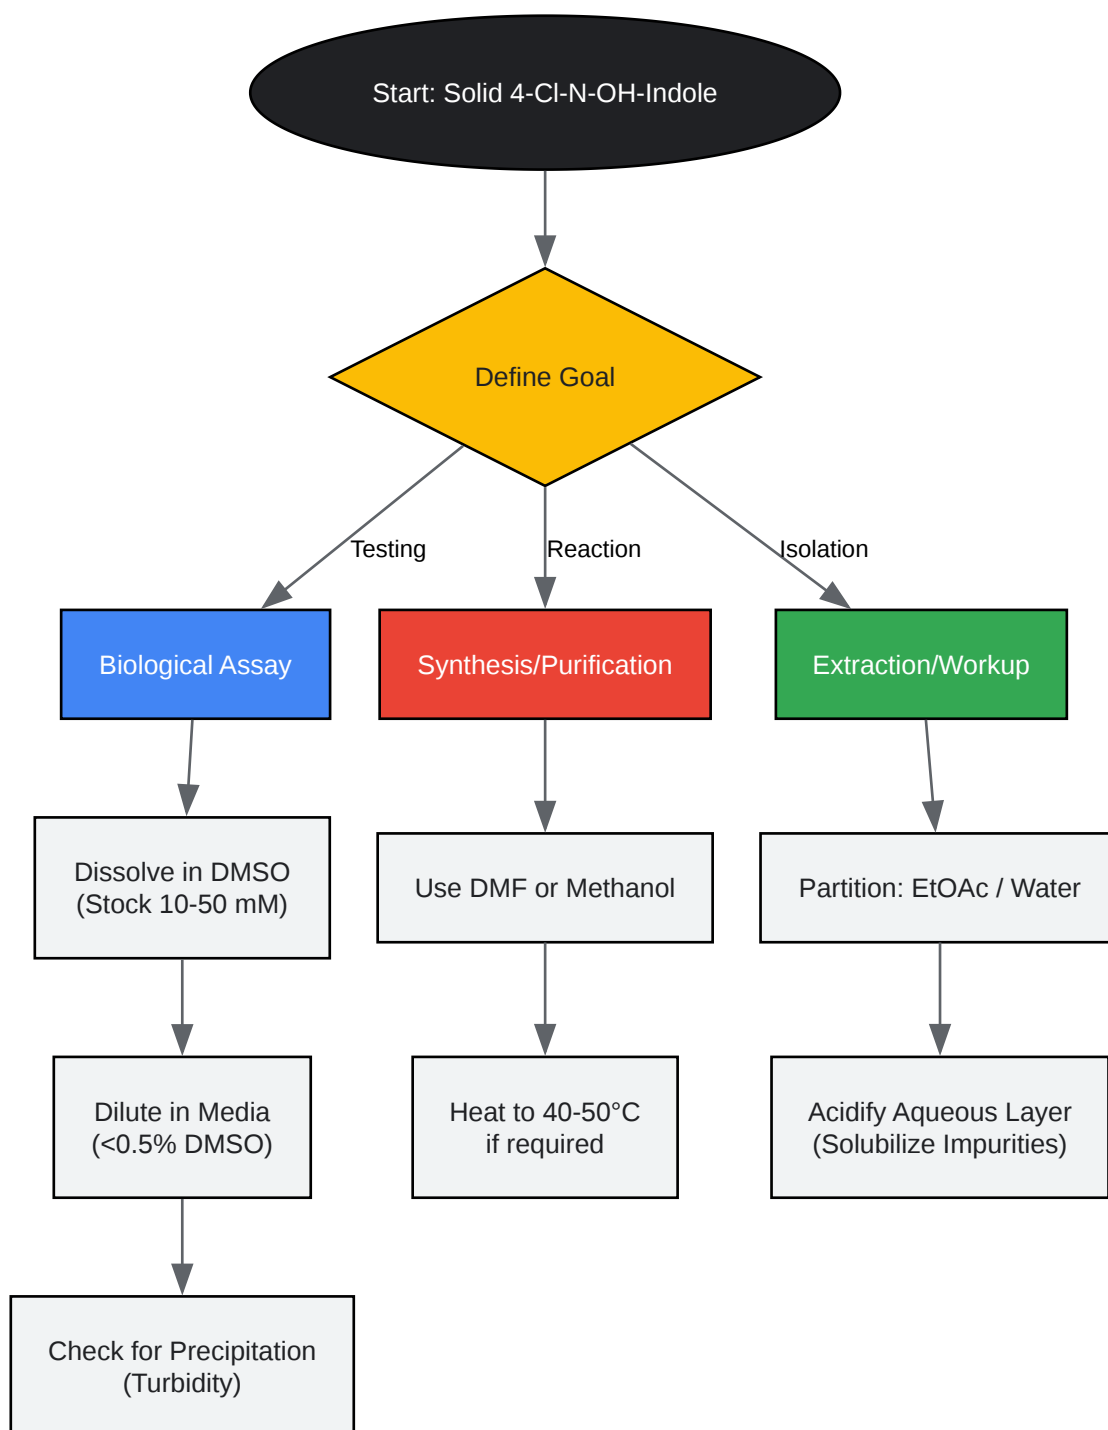 Start: Solid 4-Cl-N-OH-Indole
Define Goal
Testing
Reaction
Isolation
Biological Assay
Synthesis/Purification
Extraction/Workup
Dissolve in DMSO
(Stock 10-50 mM)
Use DMF or Methanol
Partition: EtOAc / Water
Dilute in Media
(<0.5% DMSO)
Heat to 40-50°C
if required
Acidify Aqueous Layer
(Solubilize Impurities)
Check for Precipitation
(Turbidity)